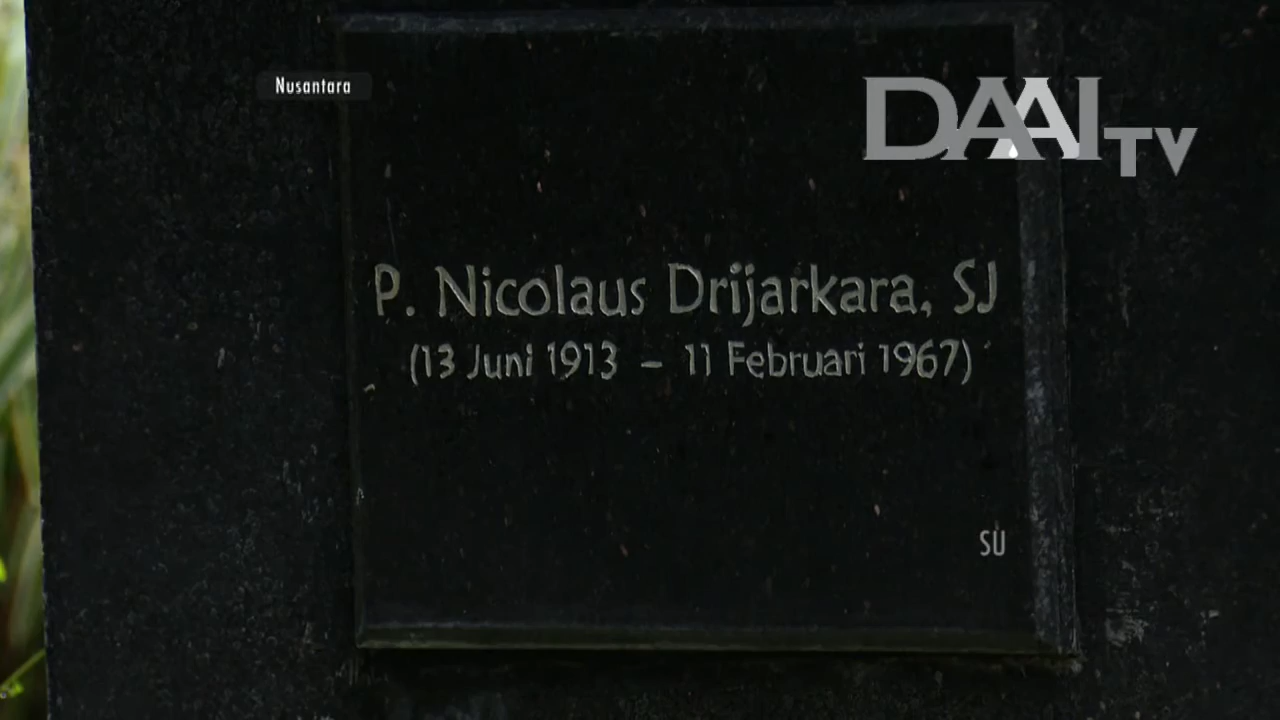 Nusantara
DAAI TV
P. Nicolaus Drijarkara, SJ
(13 Juni 1913 – 11 Februari 1967)
SU